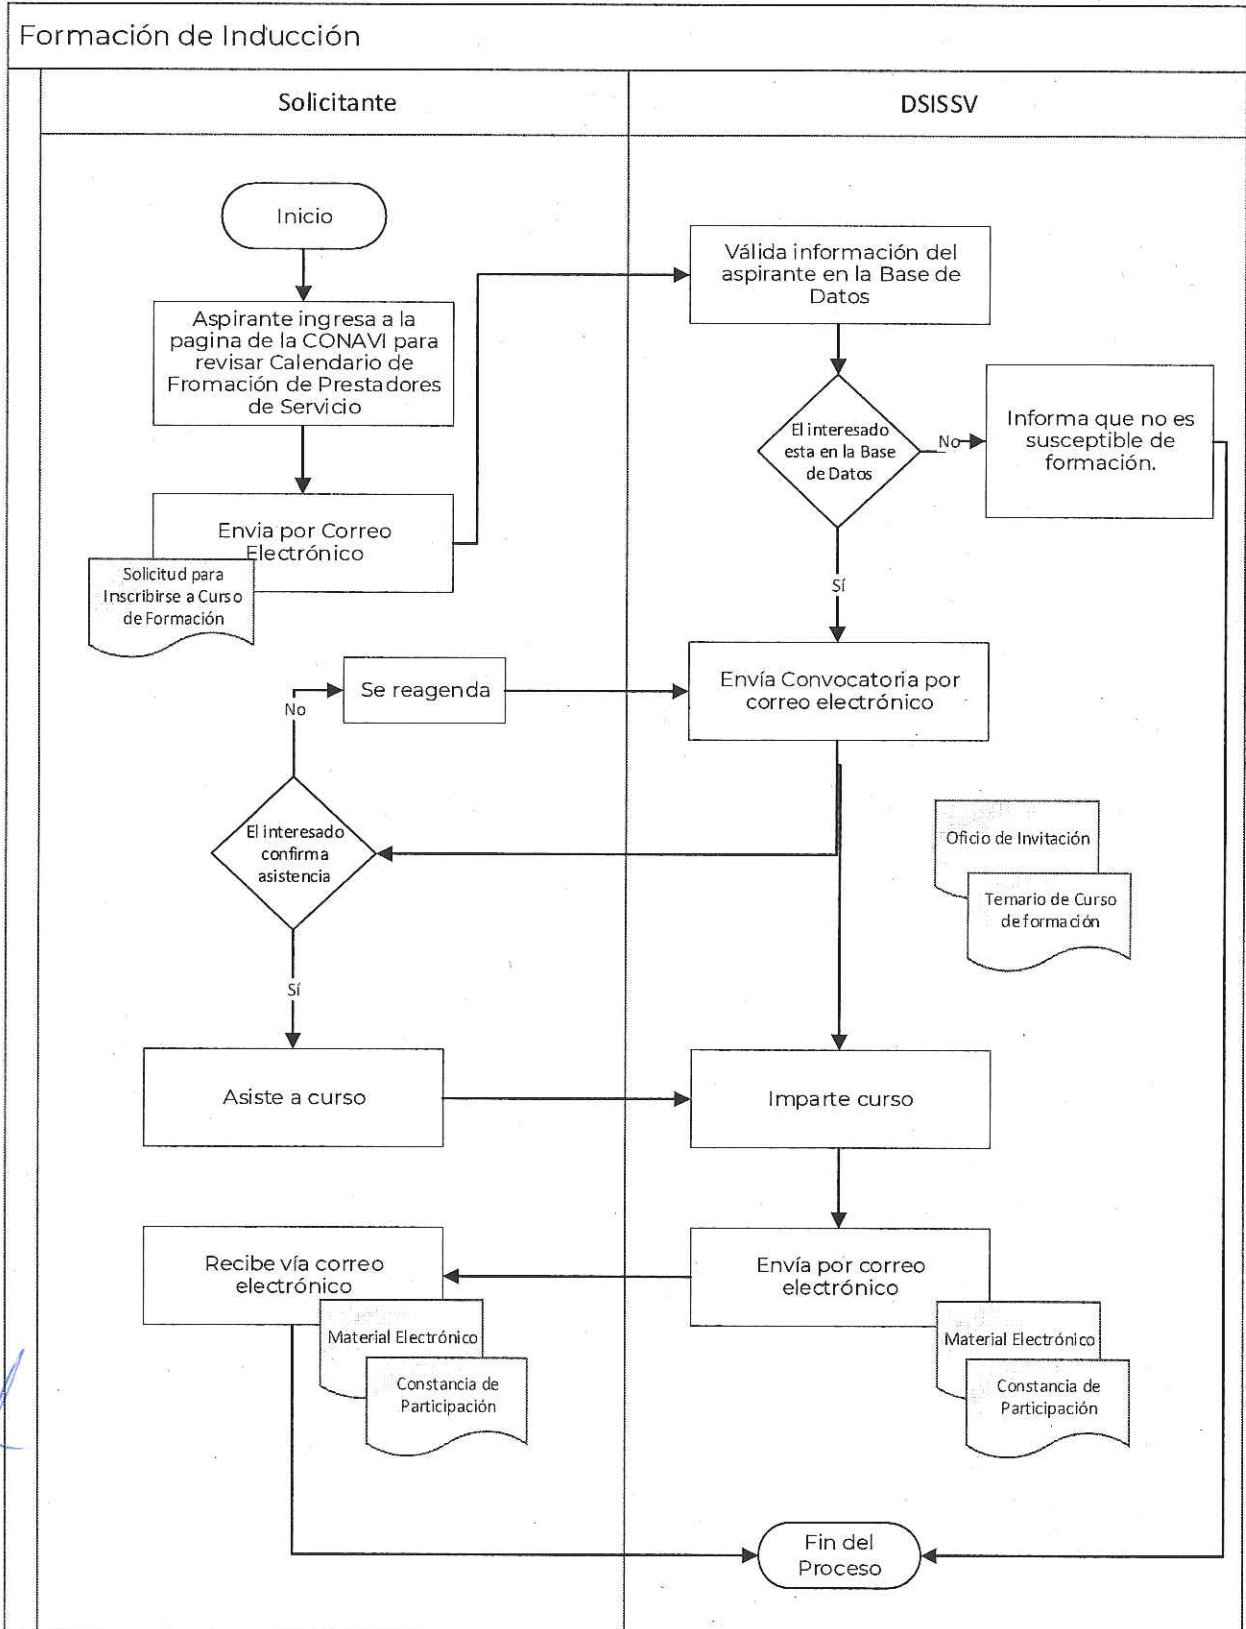 Formación de Inducción
Solicitante
DSISSV
Inicio
Aspirante ingresa a la
pagina de la CONAVI para
revisar Calendario de
Fromación de Prestadores
de Servicio
Envia por Correo
Electrónico
Solicitud para
Inscribirse a Curso
de Formación
Válida información del
aspirante en la Base de
Datos
El interesado
esta en la Base
de Datos
No
Informa que no es
susceptible de
formación.
Sí
Envía Convocatoria por
correo electrónico
Se reagenda
No
El interesado
confirma
asistencia
Oficio de Invitación
Temario de Curso
de formación
Sí
Asiste a curso
Imparte curso
Recibe vía correo
electrónico
Material Electrónico
Constancia de
Participación
Envía por correo
electrónico
Material Electrónico
Constancia de
Participación
Fin del
Proceso